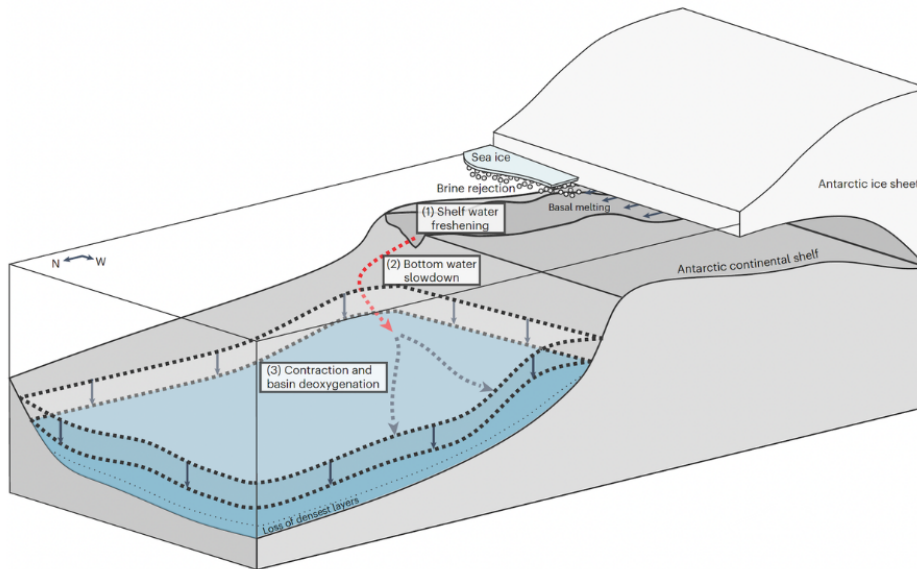 Sea ice
Brine rejection
Antarctic ice sheet
Basal melting
(1) Shelf water
freshening
(2) Bottom water
slowdown
Antarctic continental shelf
N W
(3) Contraction and
basin deoxygenation
Loss of densest layers